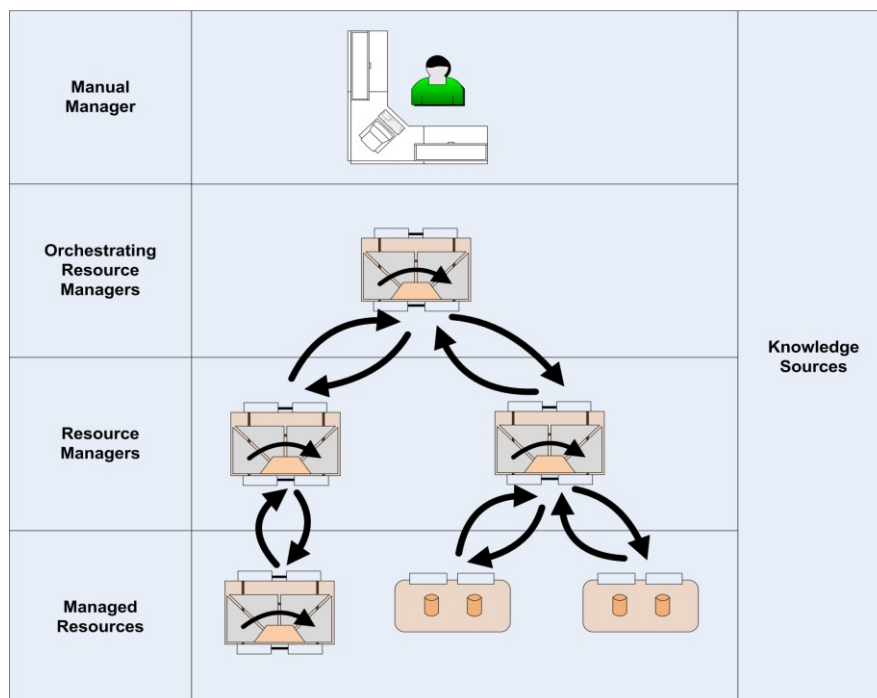 Manual
Manager
Orchestrating
Resource
Managers
Knowledge
Sources
Resource
Managers
Managed
Resources